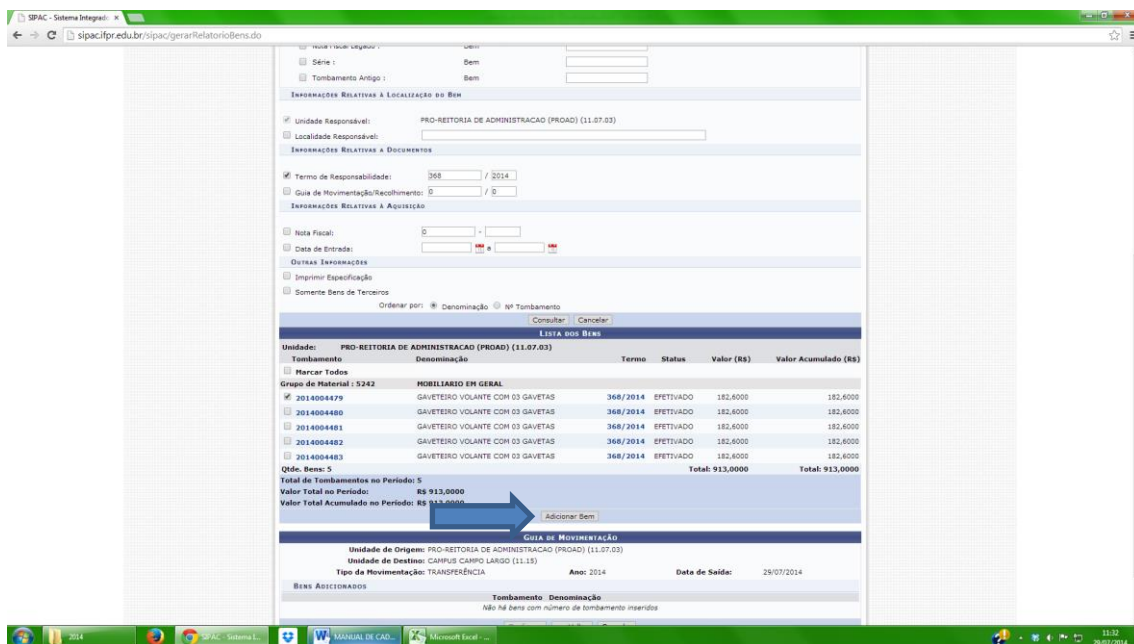 SIPAC - Sistema Integrado
sipac.ifpr.edu.br/sipac/gerarRelatorioBens.do
Nota Fiscal Legado : Bem
Série : Bem
Tombamento Antigo : Bem
INFORMAÇÕES RELATIVAS À LOCALIZAÇÃO DO BEM
Unidade Responsável: PRO-REITORIA DE ADMINISTRACAO (PROAD) (11.07.03)
Localidade Responsável:
INFORMAÇÕES RELATIVAS A DOCUMENTOS
Termo de Responsabilidade: 368 / 2014
Guia de Movimentação/Recolhimento: 0 / 0
INFORMAÇÕES RELATIVAS À AQUISIÇÃO
Nota Fiscal: 0 -
Data de Entrada: a
OUTRAS INFORMAÇÕES
Imprimir Especificação
Somente Bens de Terceiros
Ordenar por: Denominação Nº Tombamento
Consultar Cancelar
LISTA DOS BENS
Unidade: PRO-REITORIA DE ADMINISTRACAO (PROAD) (11.07.03)
Tombamento Denominação Termo Status Valor (R$) Valor Acumulado (R$)
Marcar Todos
Grupo de Material : 5242 MOBILIARIO EM GERAL
2014004479 GAVETEIRO VOLANTE COM 03 GAVETAS 368/2014 EFETIVADO 182,6000 182,6000
2014004480 GAVETEIRO VOLANTE COM 03 GAVETAS 368/2014 EFETIVADO 182,6000 182,6000
2014004481 GAVETEIRO VOLANTE COM 03 GAVETAS 368/2014 EFETIVADO 182,6000 182,6000
2014004482 GAVETEIRO VOLANTE COM 03 GAVETAS 368/2014 EFETIVADO 182,6000 182,6000
2014004483 GAVETEIRO VOLANTE COM 03 GAVETAS 368/2014 EFETIVADO 182,6000 182,6000
Qtde. Bens: 5 Total: 913,0000 Total: 913,0000
Total de Tombamentos no Período: 5
Valor Total no Período: R$ 913,0000
Valor Total Acumulado no Período: R$ 913,0000
Adicionar Bem
GUIA DE MOVIMENTAÇÃO
Unidade de Origem: PRO-REITORIA DE ADMINISTRACAO (PROAD) (11.07.03)
Unidade de Destino: CAMPUS CAMPO LARGO (11.15)
Tipo da Movimentação: TRANSFERÊNCIA Ano: 2014 Data de Saída: 29/07/2014
BENS ADICIONADOS
Tombamento Denominação
Não há bens com número de tombamento inseridos
2014 SIPAC - Sistema I... MANUAL DE CAD... Microsoft Excel - ... PT 11:32
29/07/2014